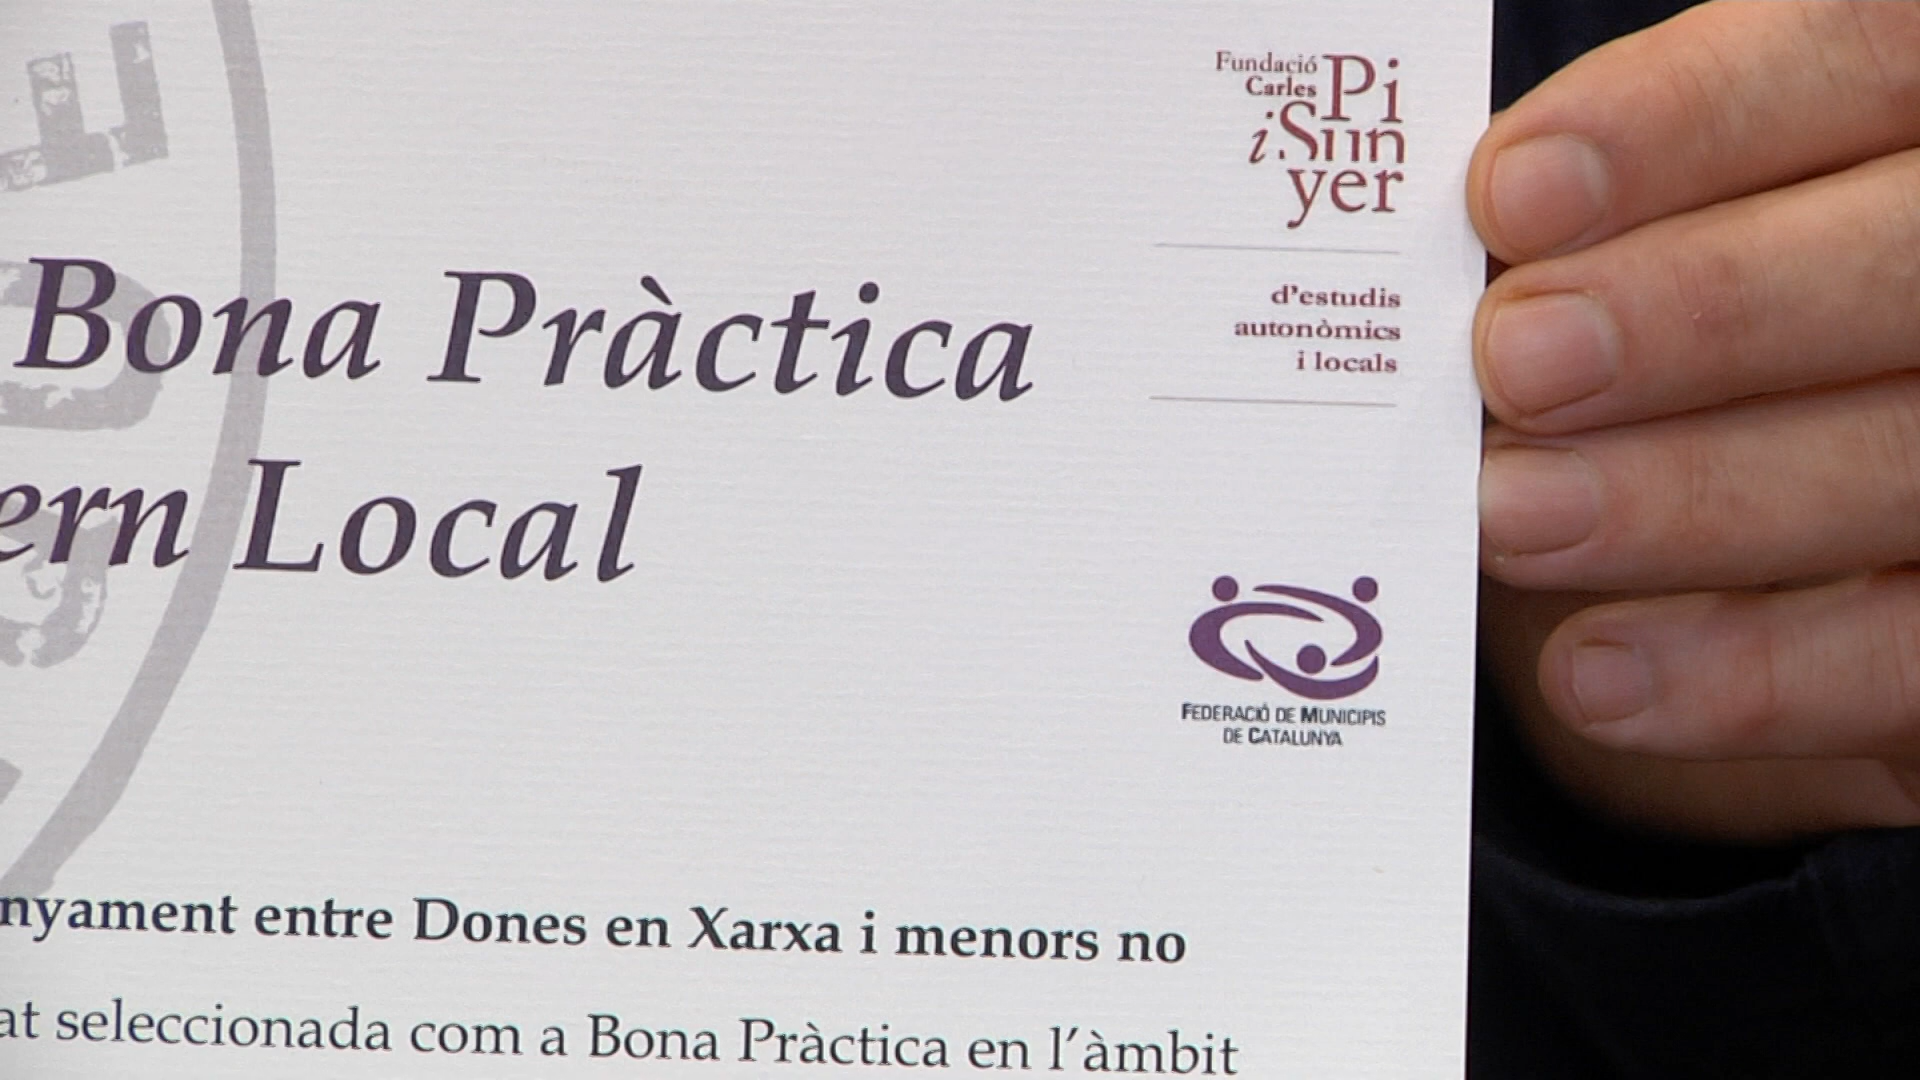 Fundació
Carles Pi
i Sunyer
d'estudis
autonòmics
i locals
Bona Pràctica
ern Local
FEDERACIÓ DE MUNICIPIS
DE CATALUNYA
nyament entre Dones en Xarxa i menors no
at seleccionada com a Bona Pràctica en l'àmbit